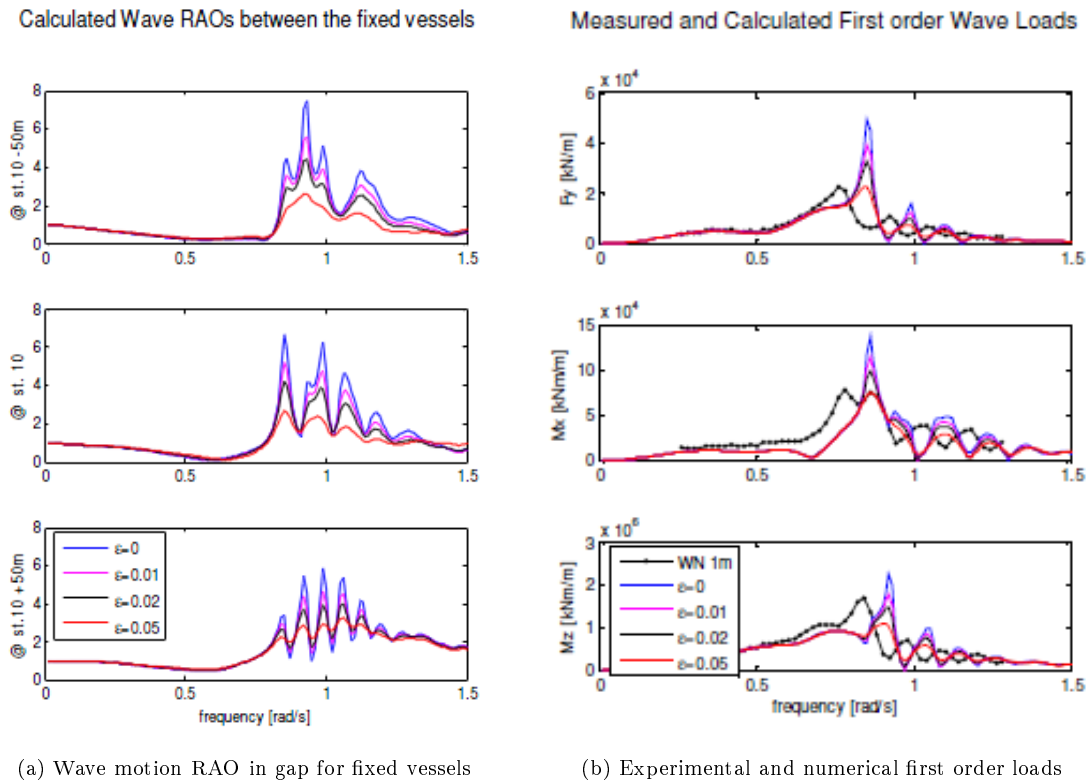 Calculated Wave RAOs between the fixed vessels
8
6
4
2
0
@ st.10 -50m
0
0.5
1
1.5
8
6
4
2
0
@ st. 10
0
0.5
1
1.5
8
6
4
2
0
@ st.10 +50m
ε=0
ε=0.01
ε=0.02
ε=0.05
0
0.5
1
1.5
frequency [rad/s]
(a) Wave motion RAO in gap for fixed vessels
Measured and Calculated First order Wave Loads
x 10^4
6
4
2
0
Fy [kN/m]
0
0.5
1
1.5
x 10^4
15
10
5
0
Mx [kNm/m]
0
0.5
1
1.5
x 10^6
3
2
1
0
Mz [kNm/m]
WN 1m
ε=0
ε=0.01
ε=0.02
ε=0.05
0
0.5
1
1.5
frequency [rad/s]
(b) Experimental and numerical first order loads